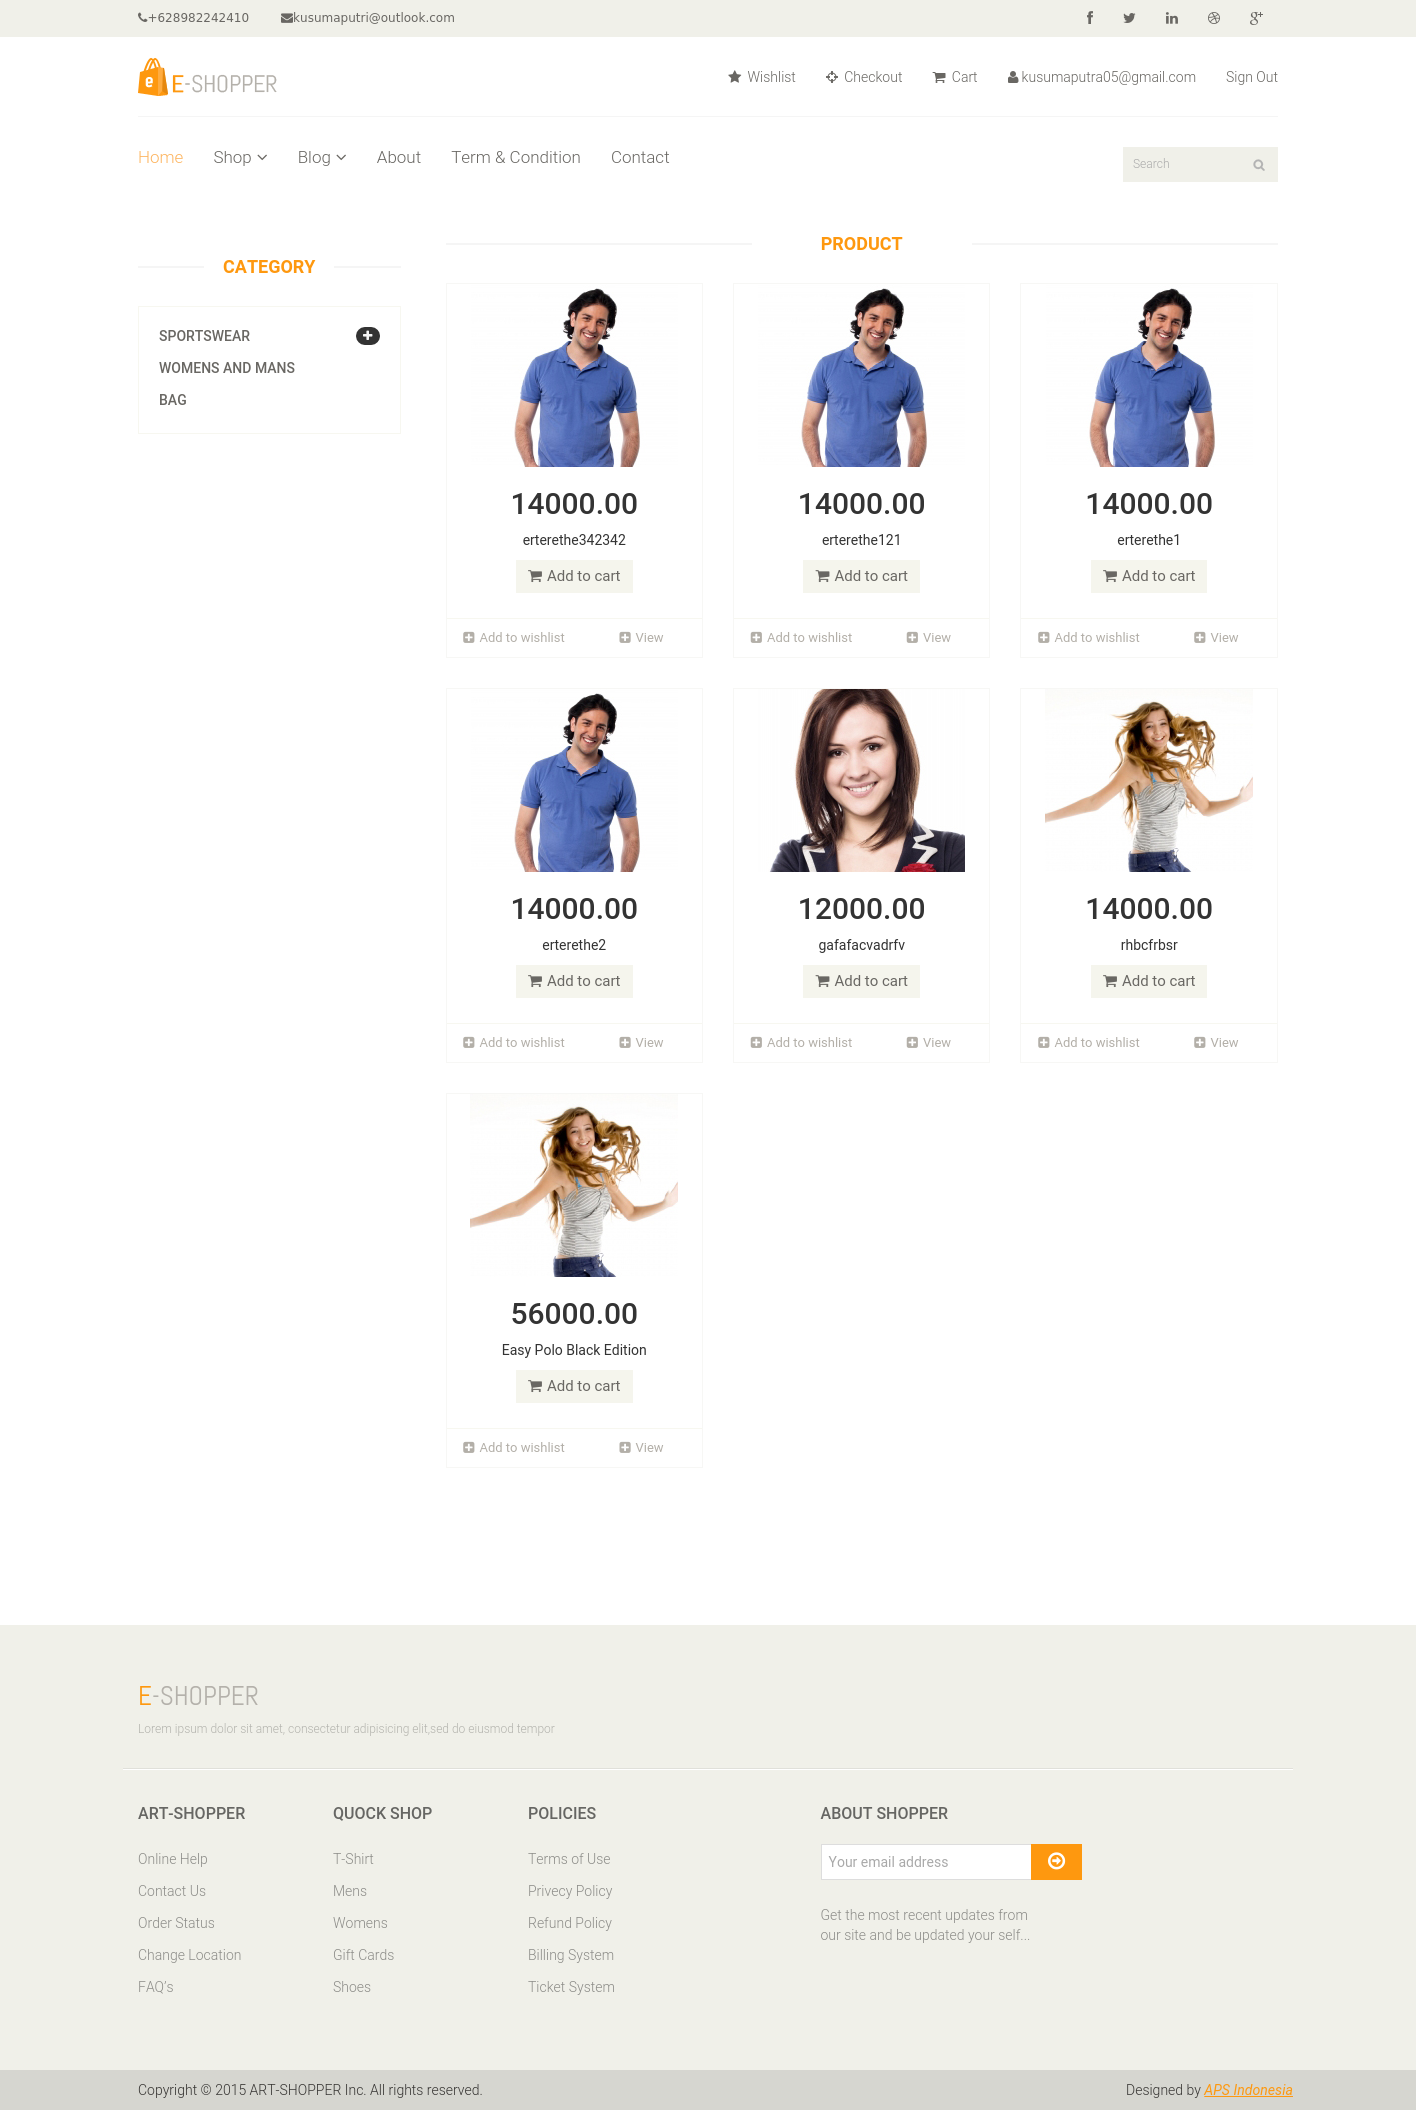 +628982242410 kusumaputri@outlook.com
E-SHOPPER
Wishlist Checkout Cart kusumaputra05@gmail.com Sign Out
Home Shop Blog About Term & Condition Contact
Search
CATEGORY
SPORTSWEAR
WOMENS AND MANS
BAG
PRODUCT
14000.00 14000.00 14000.00
erterethe342342 erterethe121 erterethe1
Add to cart Add to cart Add to cart
Add to wishlist View Add to wishlist View Add to wishlist View
14000.00 12000.00 14000.00
erterethe2 gafafacvadrfv rhbcfrbsr
Add to cart Add to cart Add to cart
Add to wishlist View Add to wishlist View Add to wishlist View
56000.00
Easy Polo Black Edition
Add to cart
Add to wishlist View
E-SHOPPER
Lorem ipsum dolor sit amet, consectetur adipisicing elit,sed do eiusmod tempor
ART-SHOPPER
Online Help
Contact Us
Order Status
Change Location
FAQ's
QUOCK SHOP
T-Shirt
Mens
Womens
Gift Cards
Shoes
POLICIES
Terms of Use
Privecy Policy
Refund Policy
Billing System
Ticket System
ABOUT SHOPPER
Your email address
Get the most recent updates from
our site and be updated your self...
Copyright © 2015 ART-SHOPPER Inc. All rights reserved.
Designed by APS Indonesia